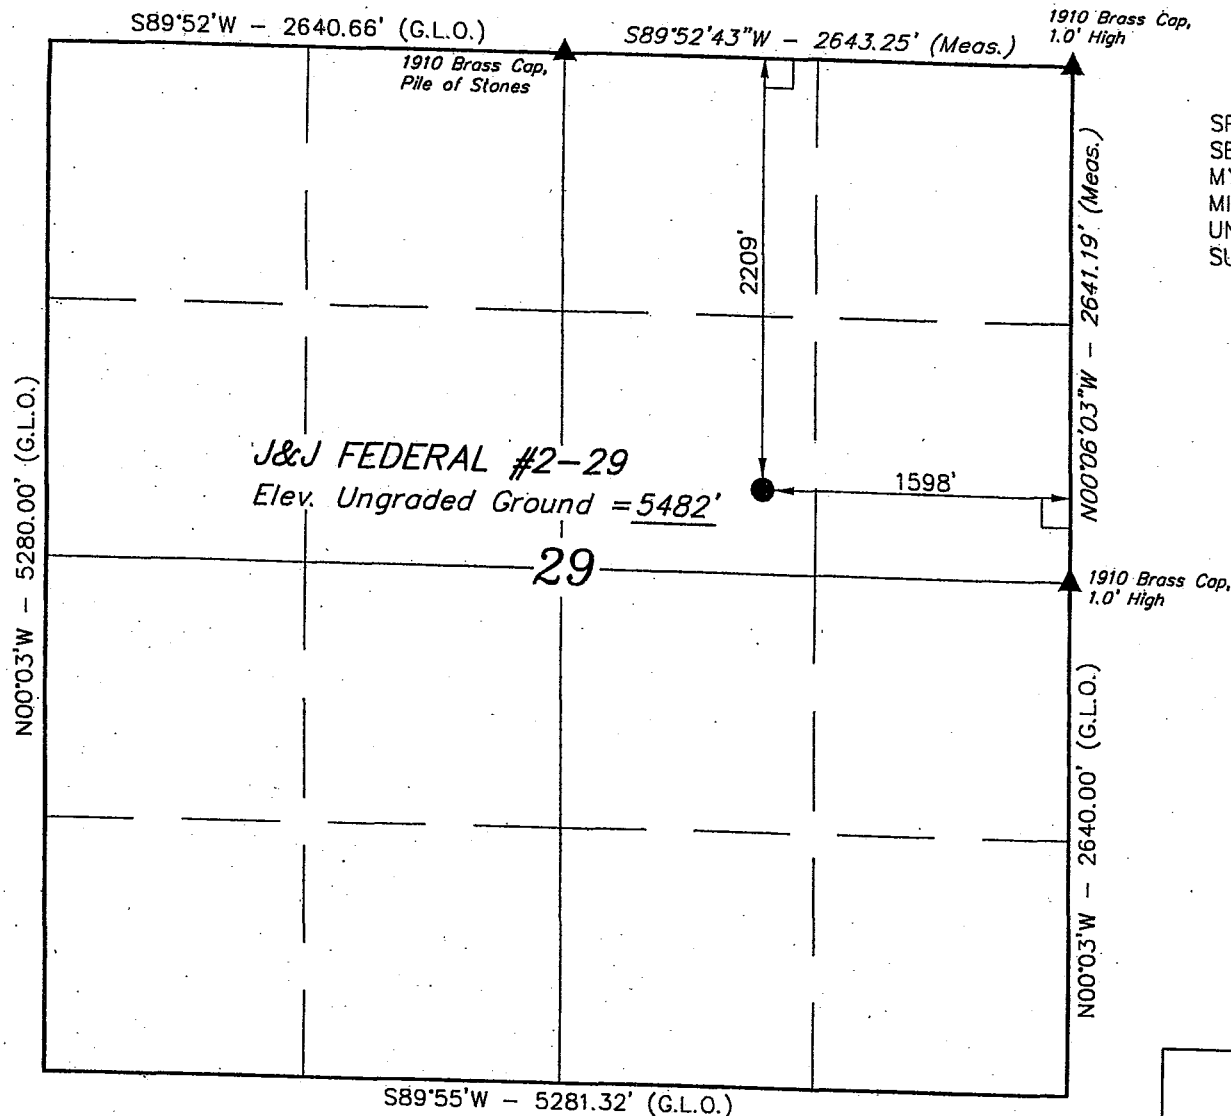 S89°52'W - 2640.66' (G.L.O.)
S89°52'43"W - 2643.25' (Meas.)
1910 Brass Cap,
1.0' High
1910 Brass Cap,
Pile of Stones
N00°06'03"W - 2641.19' (Meas.)
2209'
1598'
J&J FEDERAL #2-29
Elev. Ungraded Ground = 5482'
29
1910 Brass Cap,
1.0' High
N00°03'W - 5280.00' (G.L.O.)
N00°03'W - 2640.00' (G.L.O.)
S89°55'W - 5281.32' (G.L.O.)